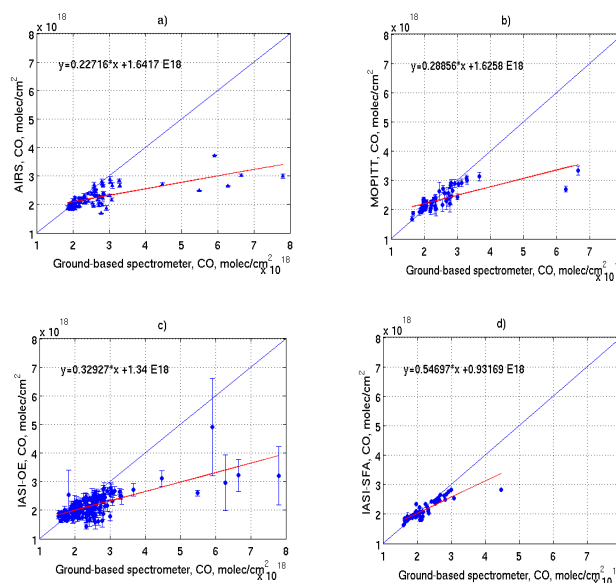 a)
x 10^18
y=0.22716*x +1.6417 E18
AIRS, CO, molec/cm^2
8
7
6
5
4
3
2
1
1 2 3 4 5 6 7 8
Ground-based spectrometer, CO, molec/cm^2
x 10^18
b)
x 10^18
y=0.28856*x +1.6258 E18
MOPITT, CO, molec/cm^2
8
7
6
5
4
3
2
1
1 2 3 4 5 6 7
Ground-based spectrometer, CO, molec/cm^2
x 10^18
c)
x 10^18
y=0.32927*x +1.34 E18
IASI-OE, CO, molec/cm^2
8
7
6
5
4
3
2
1
1 2 3 4 5 6 7 8
Ground-based spectrometer, CO, molec/cm^2
x 10^18
d)
x 10^18
y=0.54697*x +0.93169 E18
IASI-SFA, CO, molec/cm^2
8
7
6
5
4
3
2
1
1 2 3 4 5 6 7
Ground-based spectrometer, CO, molec/cm^2